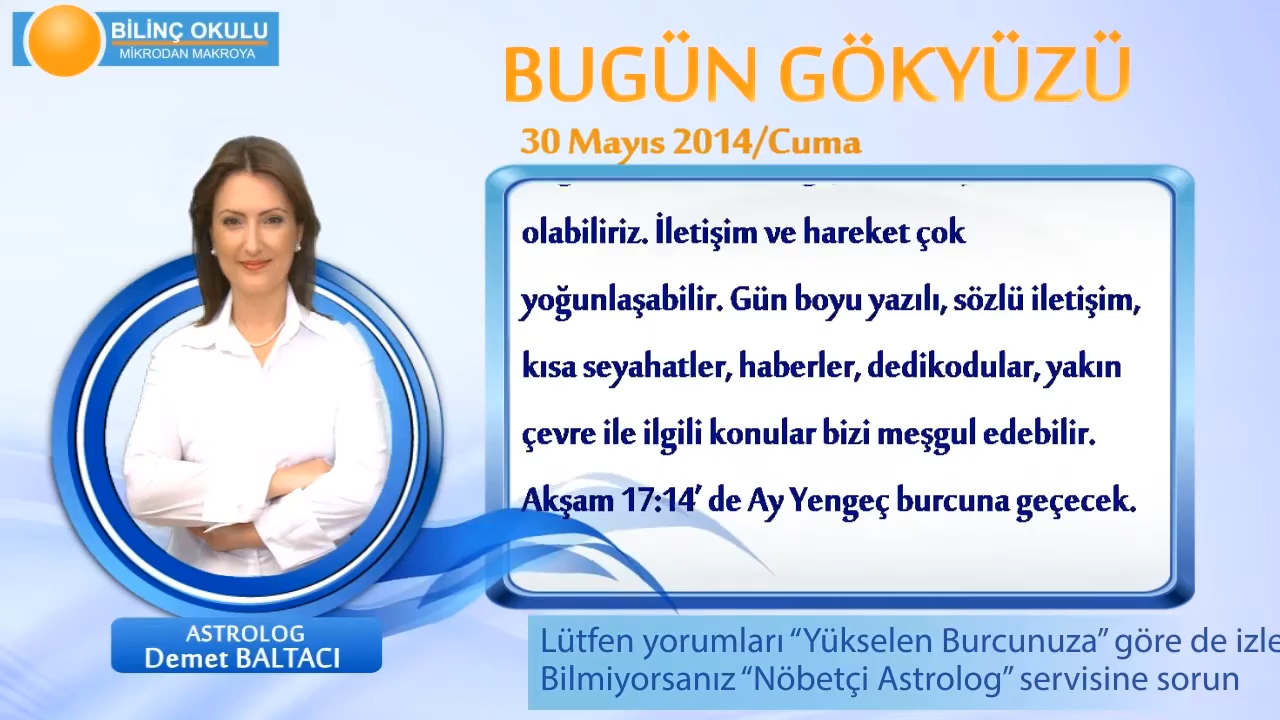 BİLİNÇ OKULU
MİKRODAN MAKROYA
BUGÜN GÖKYÜZÜ
30 Mayıs 2014/Cuma
olabiliriz. İletişim ve hareket çok
yoğunlaşabilir. Gün boyu yazılı, sözlü iletişim,
kısa seyahatler, haberler, dedikodular, yakın
çevre ile ilgili konular bizi meşgul edebilir.
Akşam 17:14’ de Ay Yengeç burcuna geçecek.
ASTROLOG
Demet BALTACI
Lütfen yorumları “Yükselen Burcunuza” göre de izle
Bilmiyorsanız “Nöbetçi Astrolog” servisine sorun